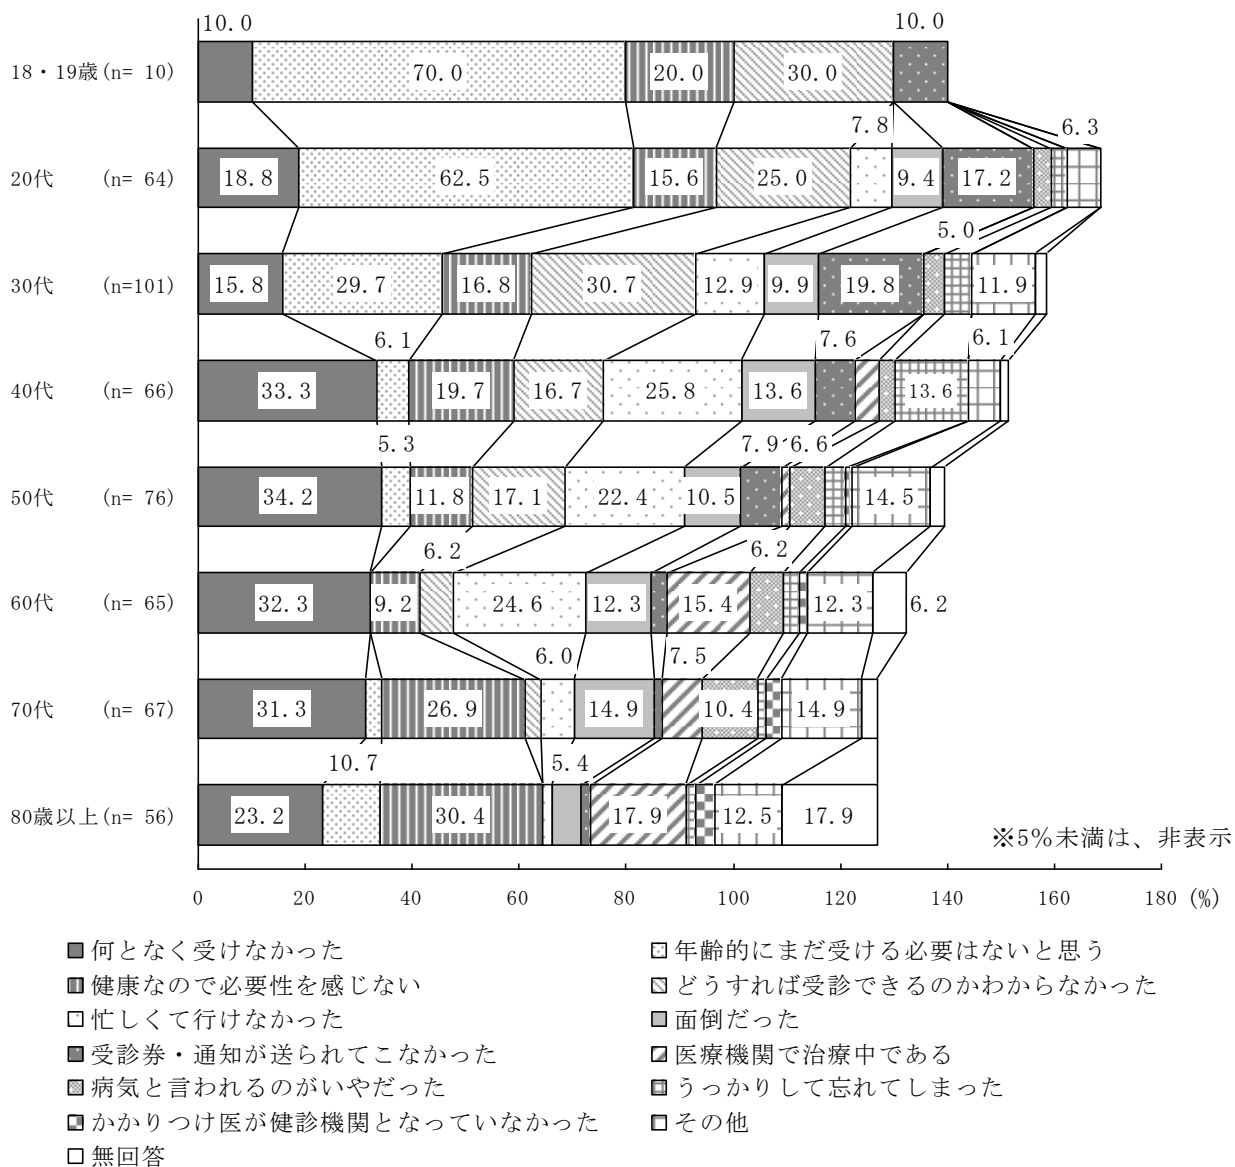 10.0 10.0
18・19歳(n= 10) 70.0 20.0 30.0
7.8 6.3
20代 (n= 64) 18.8 62.5 15.6 25.0 9.4 17.2
5.0
30代 (n=101) 15.8 29.7 16.8 30.7 12.9 9.9 19.8 11.9
6.1 7.6 6.1
40代 (n= 66) 33.3 19.7 16.7 25.8 13.6 13.6
5.3 7.9 6.6
50代 (n= 76) 34.2 11.8 17.1 22.4 10.5 14.5
6.2 6.2
60代 (n= 65) 32.3 9.2 24.6 12.3 15.4 12.3 6.2
6.0 7.5
70代 (n= 67) 31.3 26.9 14.9 10.4 14.9
10.7 5.4
80歳以上(n= 56) 23.2 30.4 17.9 12.5 17.9
※5%未満は、非表示
0 20 40 60 80 100 120 140 160 180 (%)
何となく受けなかった 年齢的にまだ受ける必要はないと思う
健康なので必要性を感じない どうすれば受診できるのかわからなかった
忙しくて行けなかった 面倒だった
受診券・通知が送られてこなかった 医療機関で治療中である
病気と言われるのがいやだった うっかりして忘れてしまった
かかりつけ医が健診機関となっていなかった その他
無回答